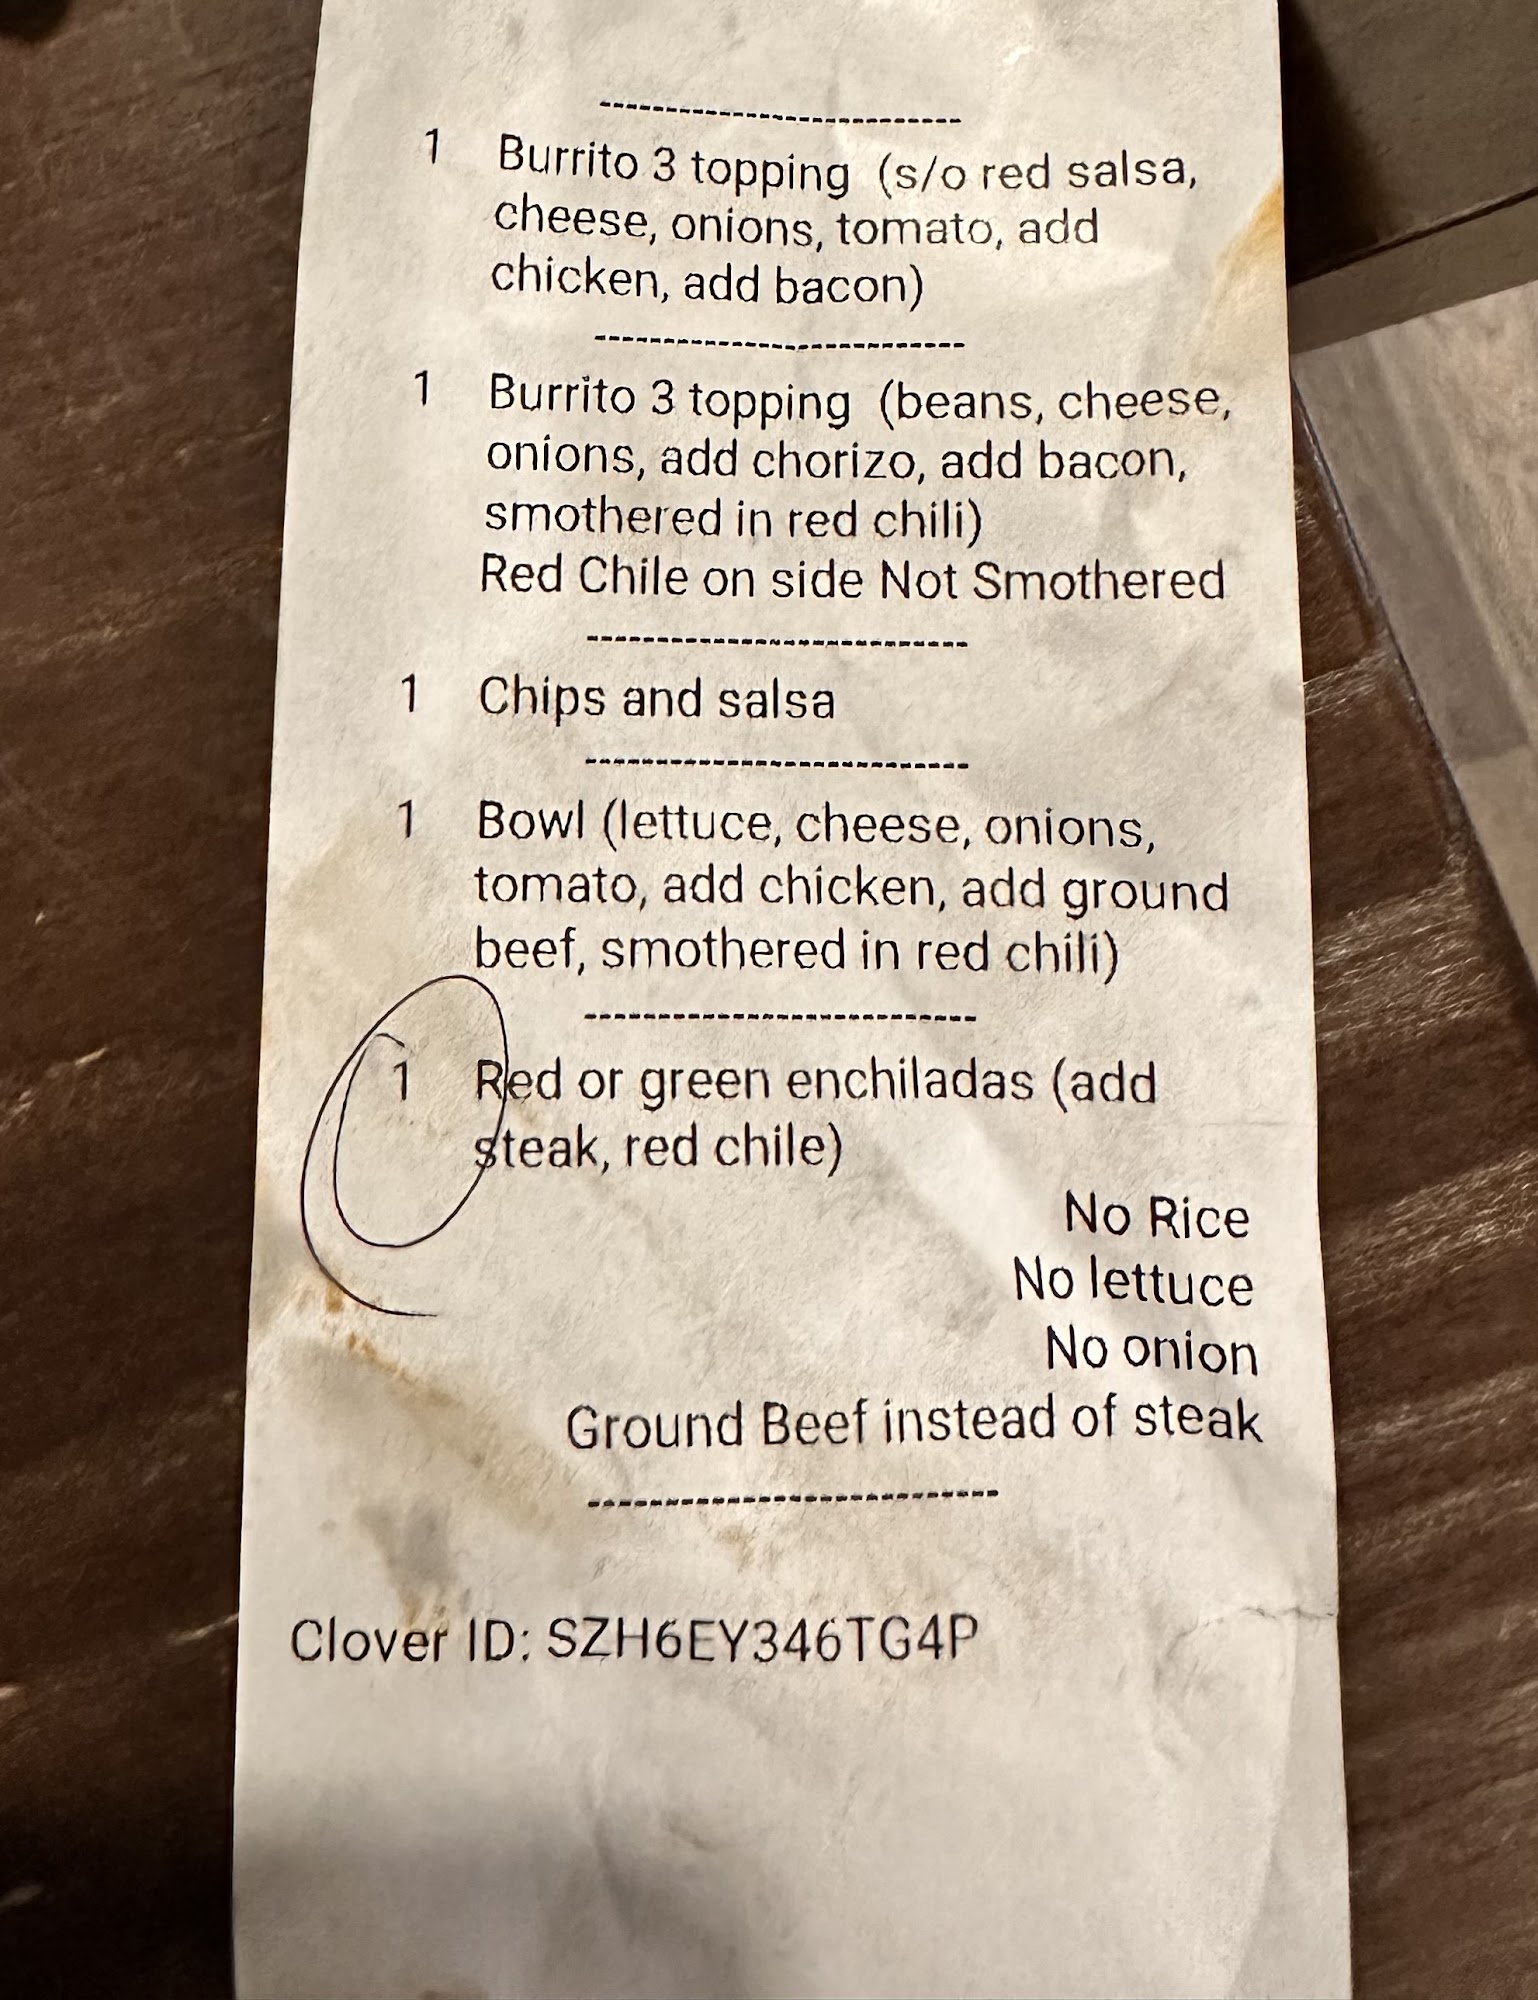 1 Burrito 3 topping (s/o red salsa,
cheese, onions, tomato, add
chicken, add bacon)
1 Burrito 3 topping (beans, cheese,
onions, add chorizo, add bacon,
smothered in red chili)
Red Chile on side Not Smothered
1 Chips and salsa
1 Bowl (lettuce, cheese, onions,
tomato, add chicken, add ground
beef, smothered in red chili)
1 Red or green enchiladas (add
steak, red chile)
No Rice
No lettuce
No onion
Ground Beef instead of steak
Clover ID: SZH6EY346TG4P